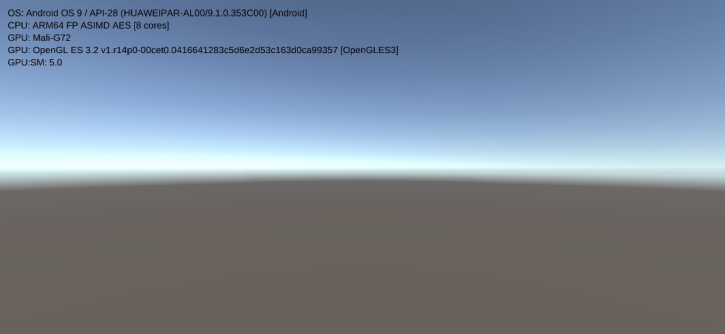 OS: Android OS 9 / API-28 (HUAWEIPAR-AL00/9.1.0.353C00) [Android]
CPU: ARM64 FP ASIMD AES [8 cores]
GPU: Mali-G72
GPU: OpenGL ES 3.2 v1.r14p0-00cet0.0416641283c5d6e2d53c163d0ca99357 [OpenGLES3]
GPU:SM: 5.0